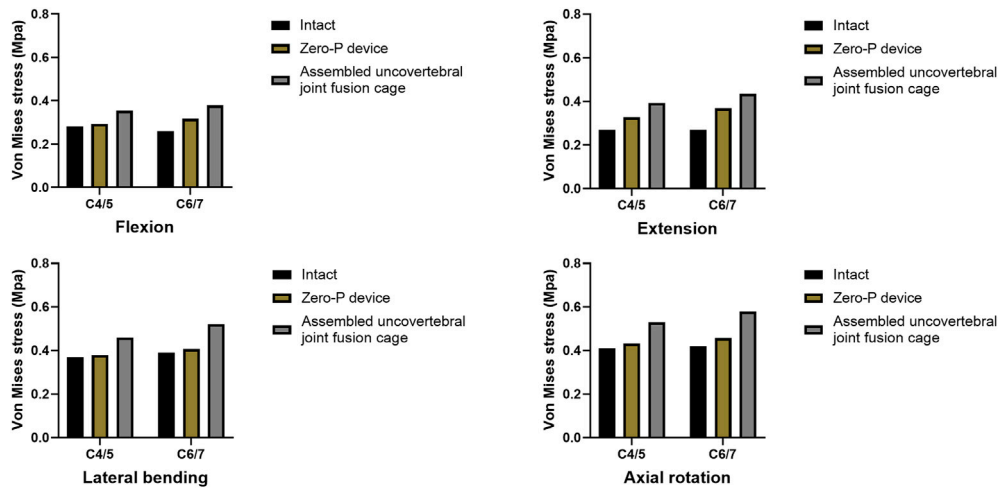 Von Mises stress (Mpa)
0.8
0.6
0.4
0.2
0.0
C4/5
C6/7
Flexion
Intact
Zero-P device
Assembled uncovertebral
joint fusion cage
Von Mises stress (Mpa)
0.8
0.6
0.4
0.2
0.0
C4/5
C6/7
Extension
Intact
Zero-P device
Assembled uncovertebral
joint fusion cage
Von Mises stress (Mpa)
0.8
0.6
0.4
0.2
0.0
C4/5
C6/7
Lateral bending
Intact
Zero-P device
Assembled uncovertebral
joint fusion cage
Von Mises stress (Mpa)
0.8
0.6
0.4
0.2
0.0
C4/5
C6/7
Axial rotation
Intact
Zero-P device
Assembled uncovertebral
joint fusion cage